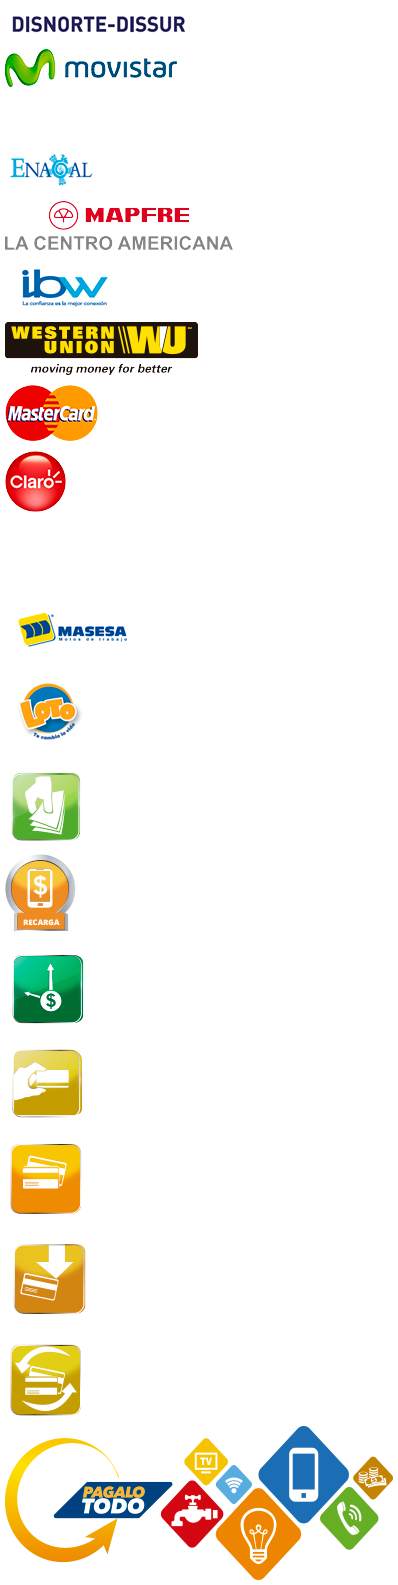 DISNORTE-DISSUR
movistar
ENACAL
MAPFRE
LA CENTRO AMERICANA
ibw
La confianza es la mejor conexión
WESTERN
UNION WU
moving money for better
MasterCard
Claro
MASESA
Motos de trabajo
LOTO
Te cambia la vida
$
RECARGA
$
TV
PAGALO
TODO